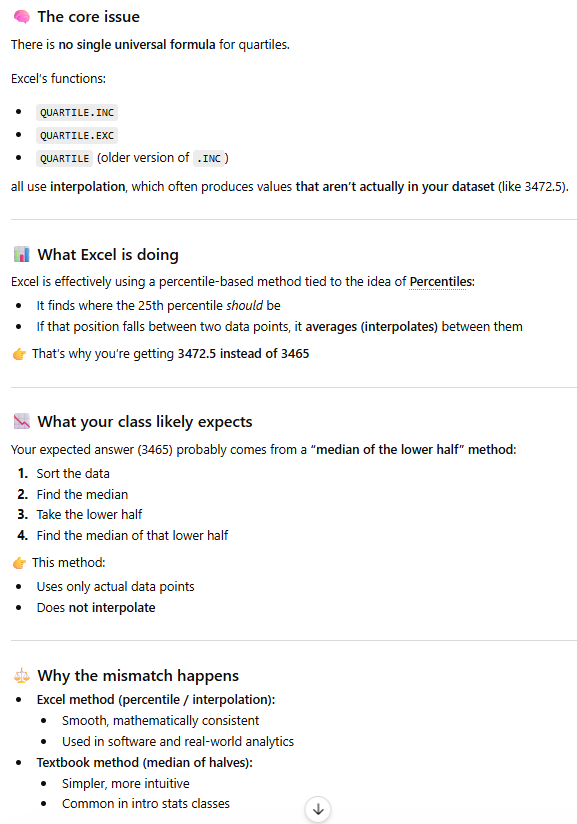 🧠 The core issue
There is no single universal formula for quartiles.
Excel's functions:
• QUARTILE.INC
• QUARTILE.EXC
• QUARTILE (older version of .INC)
all use interpolation, which often produces values that aren't actually in your dataset (like 3472.5).
📊 What Excel is doing
Excel is effectively using a percentile-based method tied to the idea of Percentiles:
• It finds where the 25th percentile should be
• If that position falls between two data points, it averages (interpolates) between them
👉 That's why you're getting 3472.5 instead of 3465
📉 What your class likely expects
Your expected answer (3465) probably comes from a "median of the lower half" method:
1. Sort the data
2. Find the median
3. Take the lower half
4. Find the median of that lower half
👉 This method:
• Uses only actual data points
• Does not interpolate
⚖️ Why the mismatch happens
• Excel method (percentile / interpolation):
• Smooth, mathematically consistent
• Used in software and real-world analytics
• Textbook method (median of halves):
• Simpler, more intuitive
• Common in intro stats classes